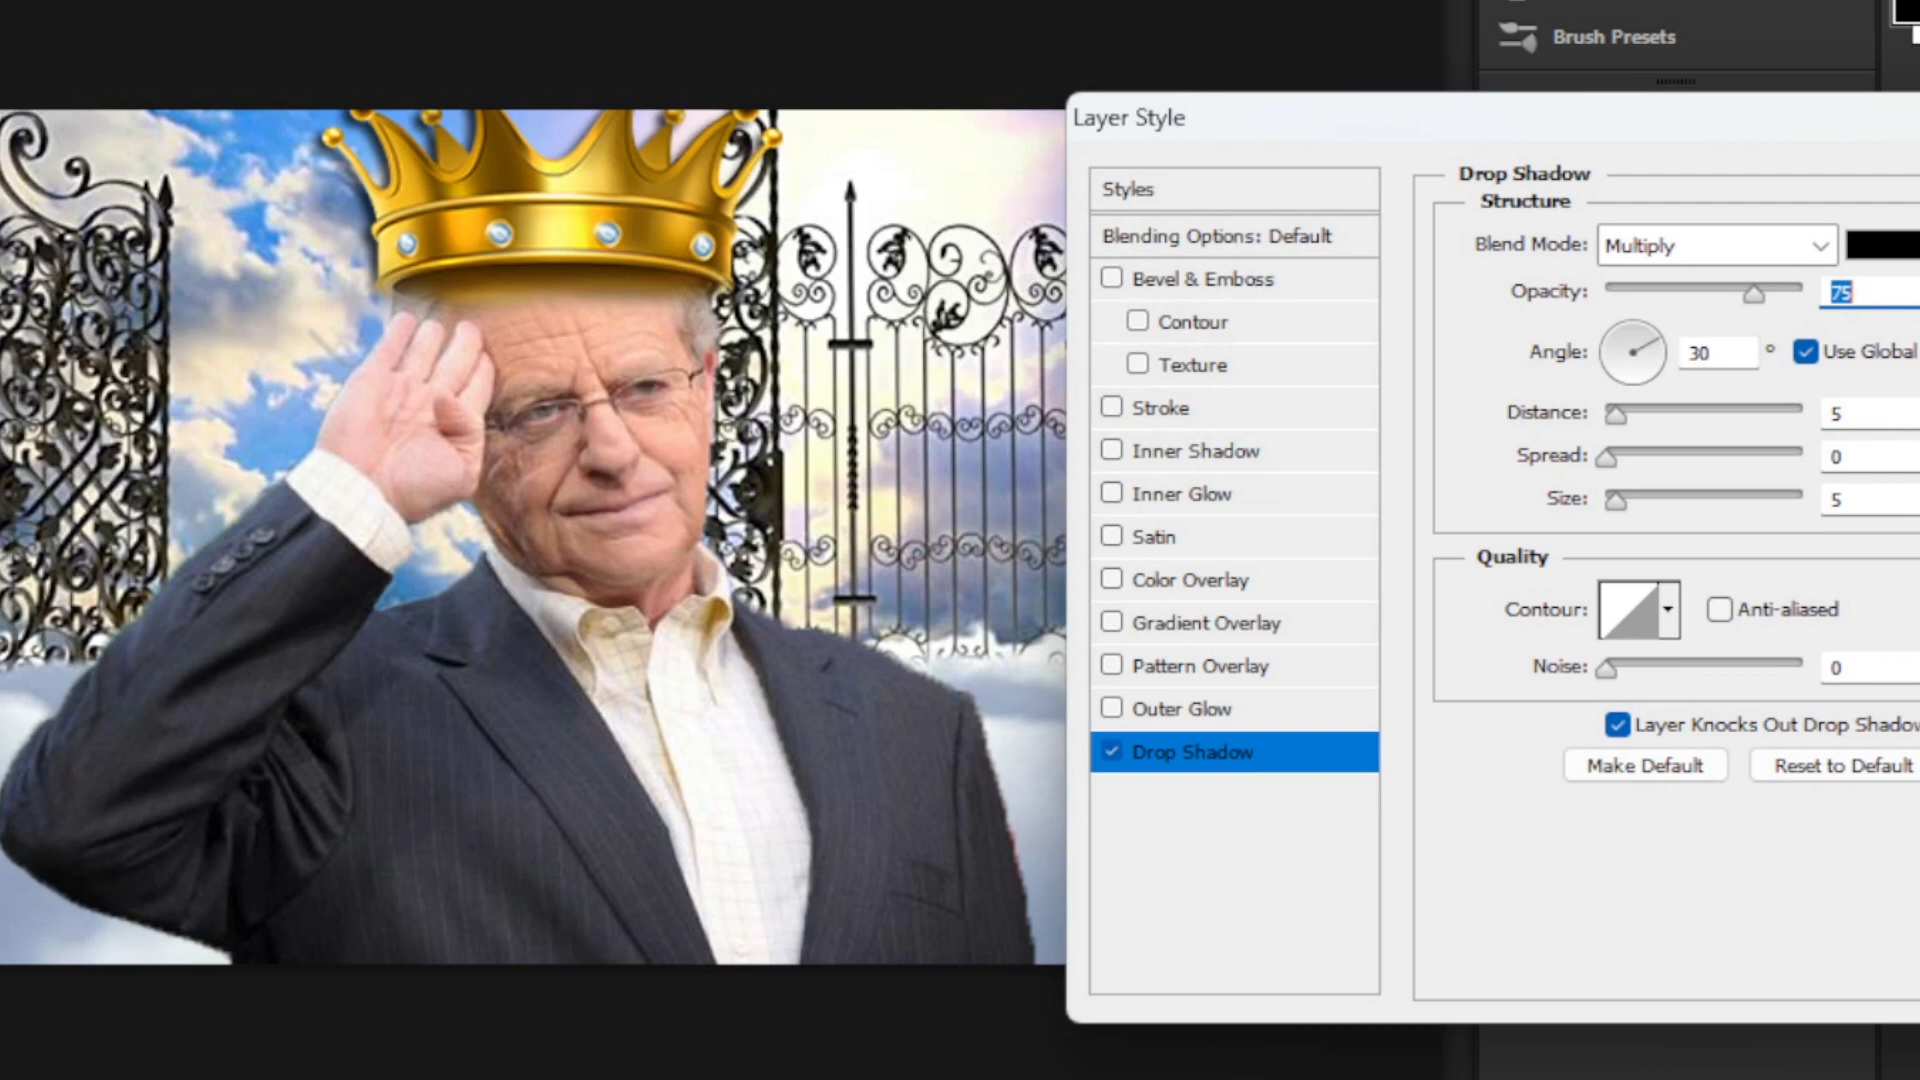 Brush Presets
Layer Style
Styles
Blending Options: Default
Bevel & Emboss
Contour
Texture
Stroke
Inner Shadow
Inner Glow
Satin
Color Overlay
Gradient Overlay
Pattern Overlay
Outer Glow
Drop Shadow
Drop Shadow
Structure
Blend Mode: Multiply
Opacity: 75
Angle: 30 ° Use Global
Distance: 5
Spread: 0
Size: 5
Quality
Contour: Anti-aliased
Noise: 0
Layer Knocks Out Drop Shadow
Make Default Reset to Default